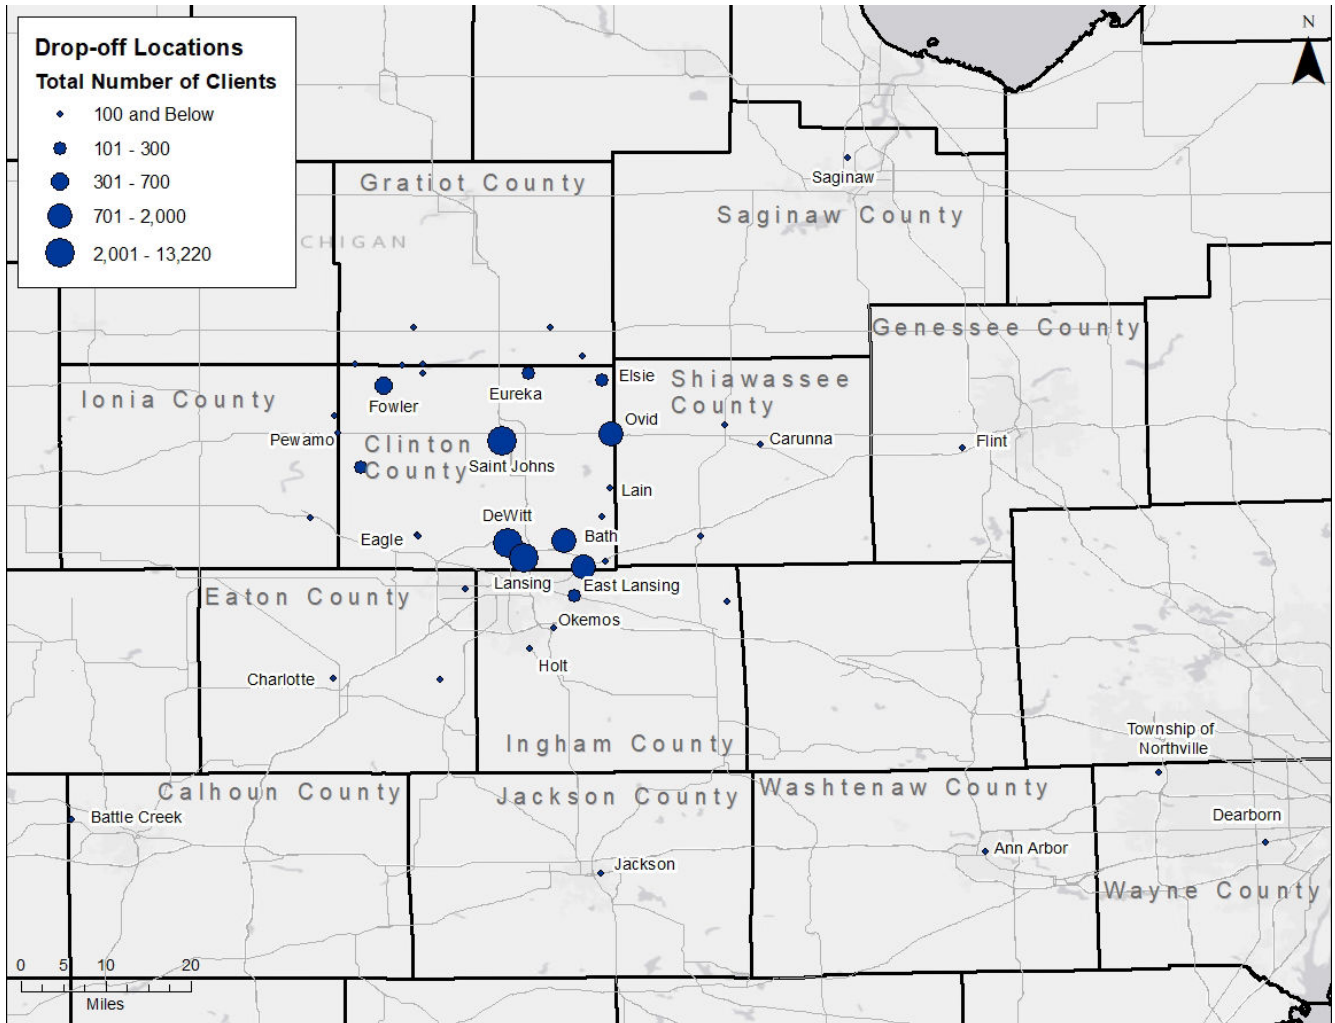 Drop-off Locations
Total Number of Clients
100 and Below
101 - 300
301 - 700
701 - 2,000
2,001 - 13,220
N
Saginaw
Gratiot County
Saginaw County
CHIGAN
Genessee County
Elsie
Shiawassee
County
Eureka
Ionia County
Fowler
Ovid
Pewamo
Clinton
County
Carunna
Flint
Saint Johns
Lain
DeWitt
Eagle
Bath
Lansing
East Lansing
Eaton County
Okemos
Holt
Charlotte
Township of
Northville
Ingham County
Calhoun County
Jackson County
Washtenaw County
Battle Creek
Dearborn
Ann Arbor
Jackson
Wayne County
0 5 10 20
Miles